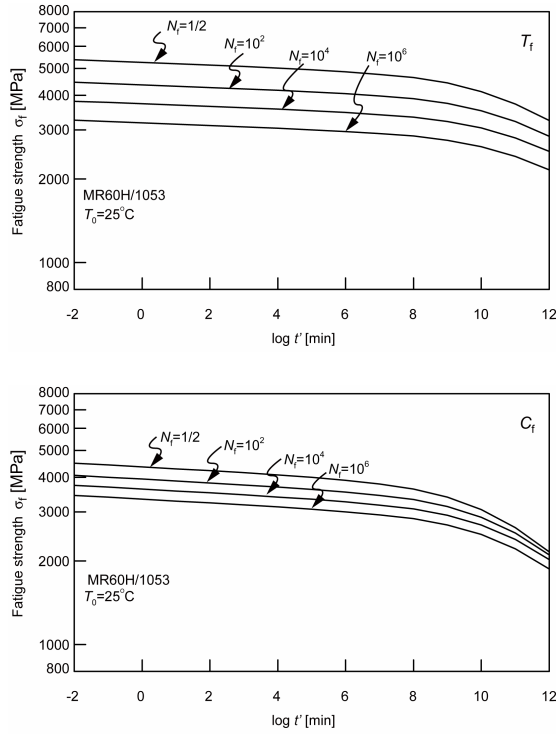 8000
7000
6000
5000
4000
3000
2000
1000
800
Fatigue strength σf [MPa]
Nf=1/2
Nf=10²
Nf=10⁴
Nf=10⁶
Tf
MR60H/1053
T0=25°C
-2 0 2 4 6 8 10 12
log t' [min]
8000
7000
6000
5000
4000
3000
2000
1000
800
Fatigue strength σf [MPa]
Nf=1/2
Nf=10²
Nf=10⁴
Nf=10⁶
Cf
MR60H/1053
T0=25°C
-2 0 2 4 6 8 10 12
log t' [min]